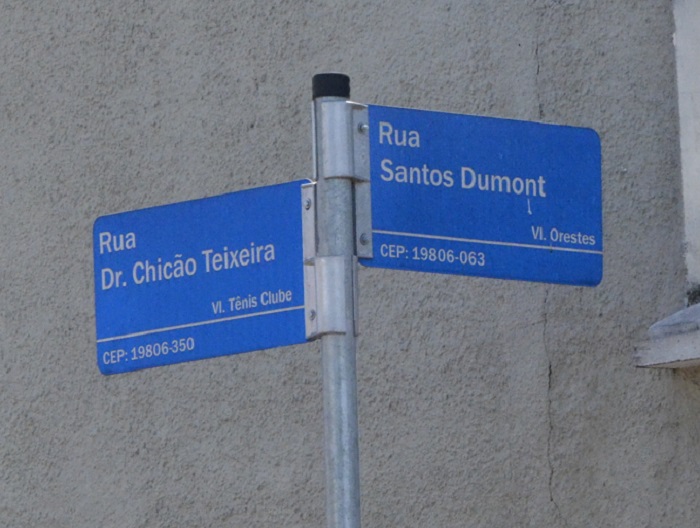 Rua
Dr. Chicão Teixeira
Vl. Tênis Clube
CEP: 19806-350
Rua
Santos Dumont
Vl. Orestes
CEP: 19806-063